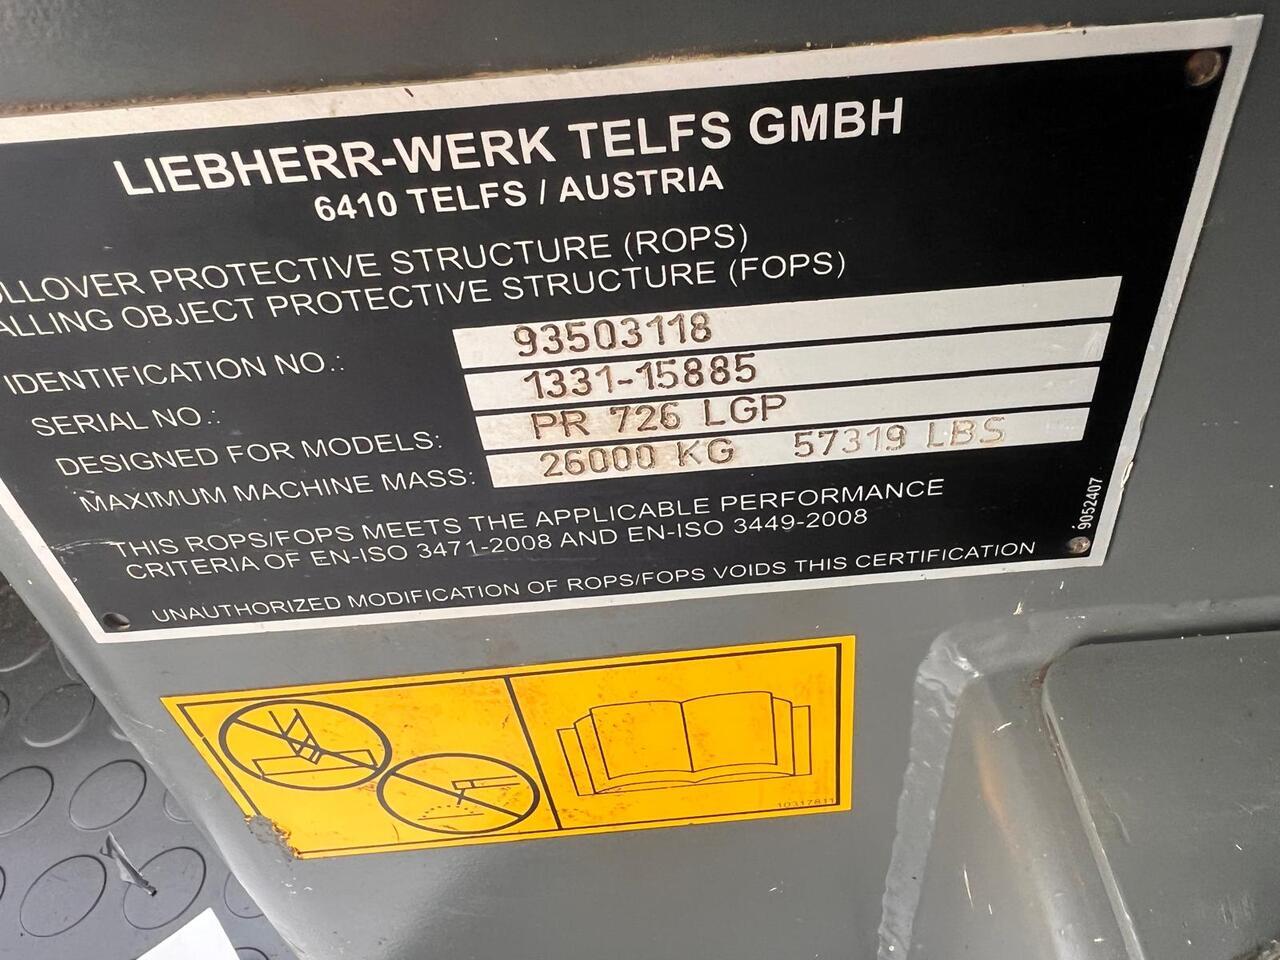 LIEBHERR-WERK TELFS GMBH
6410 TELFS / AUSTRIA
OLLOVER PROTECTIVE STRUCTURE (ROPS)
ALLING OBJECT PROTECTIVE STRUCTURE (FOPS)
IDENTIFICATION NO.: 93503118
SERIAL NO.: 1331-15885
DESIGNED FOR MODELS: PR 726 LGP
MAXIMUM MACHINE MASS: 26000 KG 57319 LBS
THIS ROPS/FOPS MEETS THE APPLICABLE PERFORMANCE
CRITERIA OF EN-ISO 3471-2008 AND EN-ISO 3449-2008
UNAUTHORIZED MODIFICATION OF ROPS/FOPS VOIDS THIS CERTIFICATION
9052407
10317811